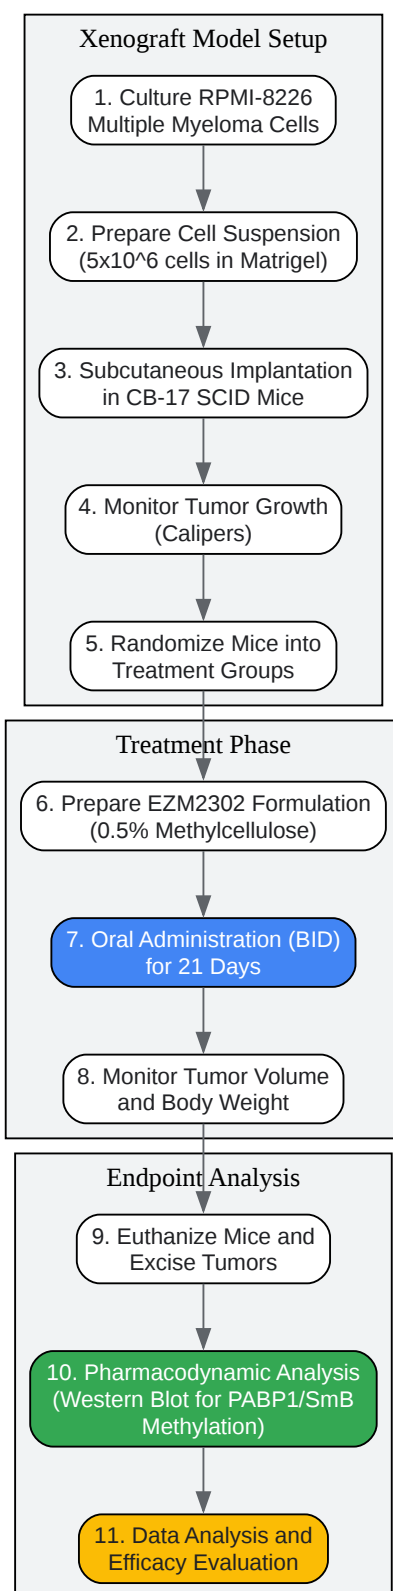 Xenograft Model Setup
1. Culture RPMI-8226
Multiple Myeloma Cells
2. Prepare Cell Suspension
(5x10^6 cells in Matrigel)
3. Subcutaneous Implantation
in CB-17 SCID Mice
4. Monitor Tumor Growth
(Calipers)
5. Randomize Mice into
Treatment Groups
Treatment Phase
6. Prepare EZM2302 Formulation
(0.5% Methylcellulose)
7. Oral Administration (BID)
for 21 Days
8. Monitor Tumor Volume
and Body Weight
Endpoint Analysis
9. Euthanize Mice and
Excise Tumors
10. Pharmacodynamic Analysis
(Western Blot for PABP1/SmB
Methylation)
11. Data Analysis and
Efficacy Evaluation